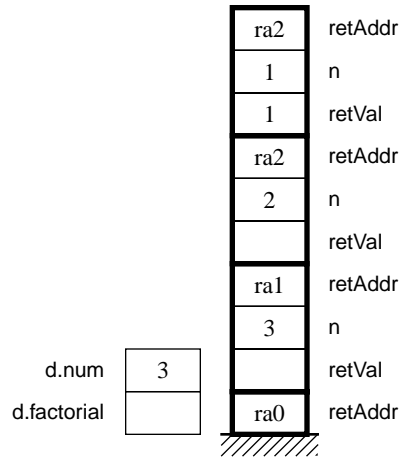 ra2 retAddr
1 n
1 retVal
ra2 retAddr
2 n
retVal
ra1 retAddr
3 n
d.num 3 retVal
d.factorial ra0 retAddr